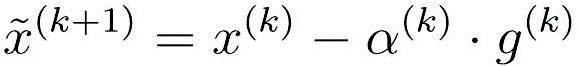 x̃^(k+1) = x^(k) − α^(k) · g^(k)